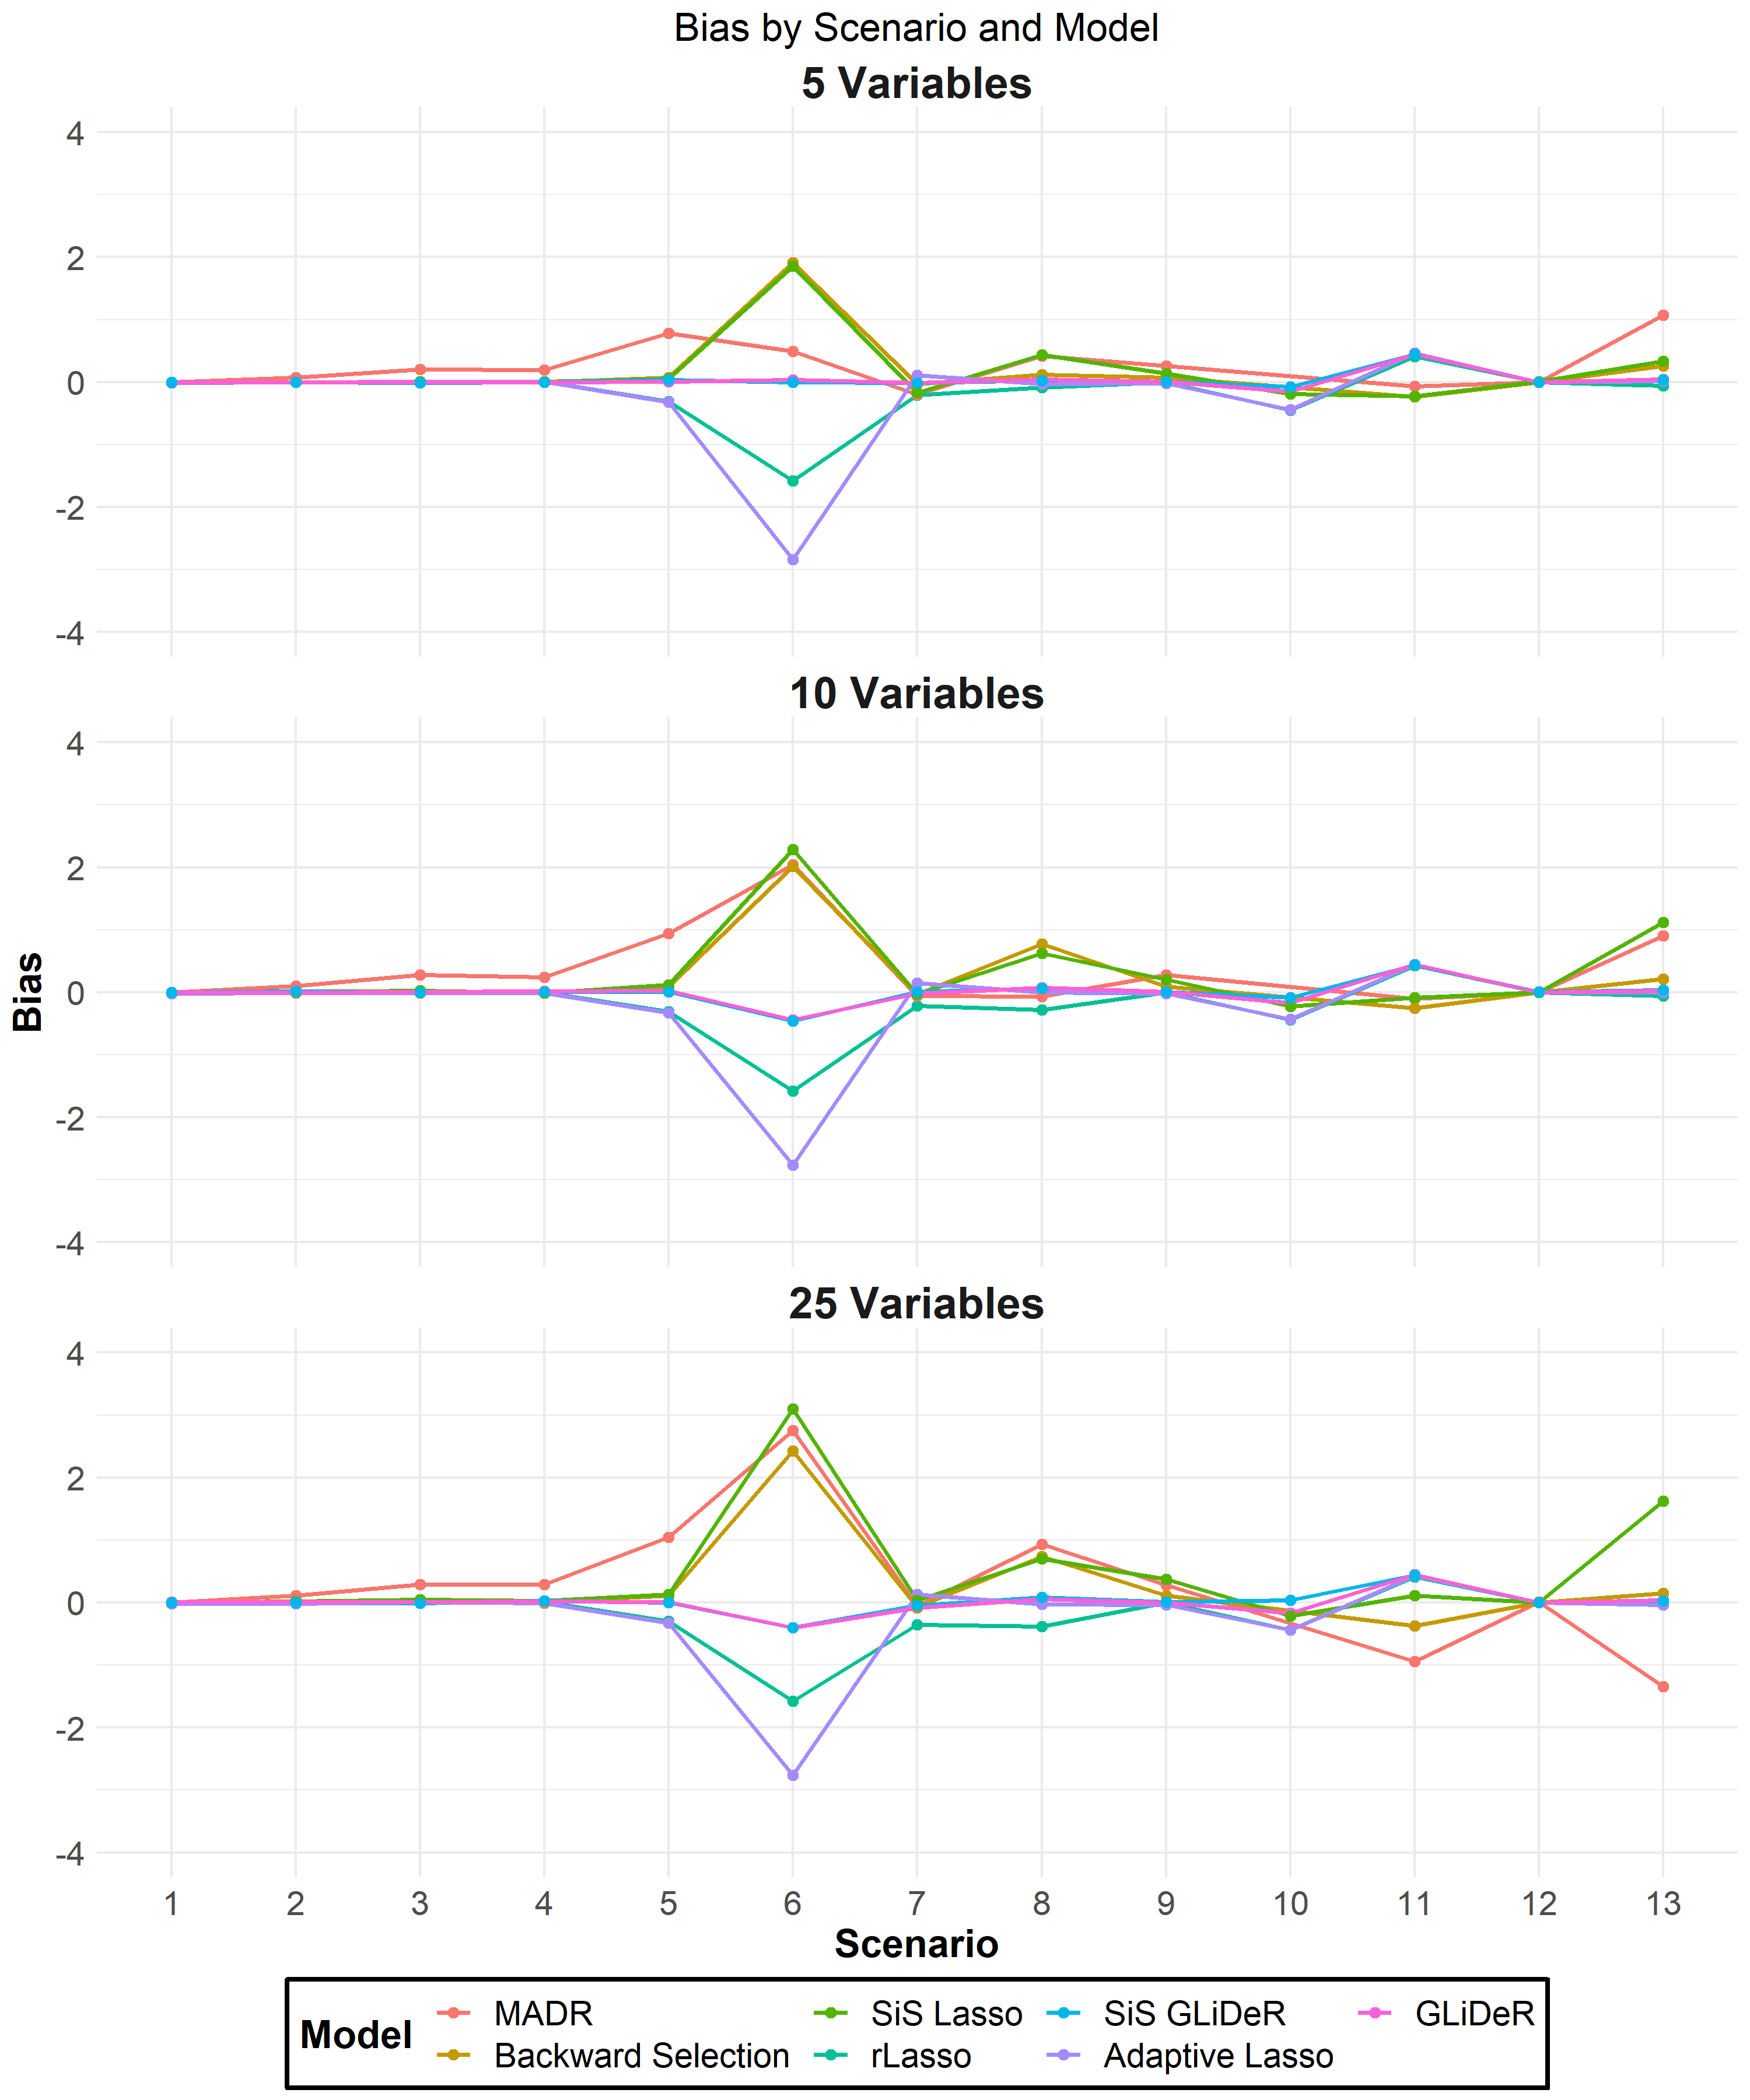 Bias by Scenario and Model
5 Variables
4
2
0
-2
-4
10 Variables
4
2
0
-2
-4
Bias
25 Variables
4
2
0
-2
-4
1 2 3 4 5 6 7 8 9 10 11 12 13
Scenario
Model
MADR SiS Lasso SiS GLiDeR GLiDeR
Backward Selection rLasso Adaptive Lasso